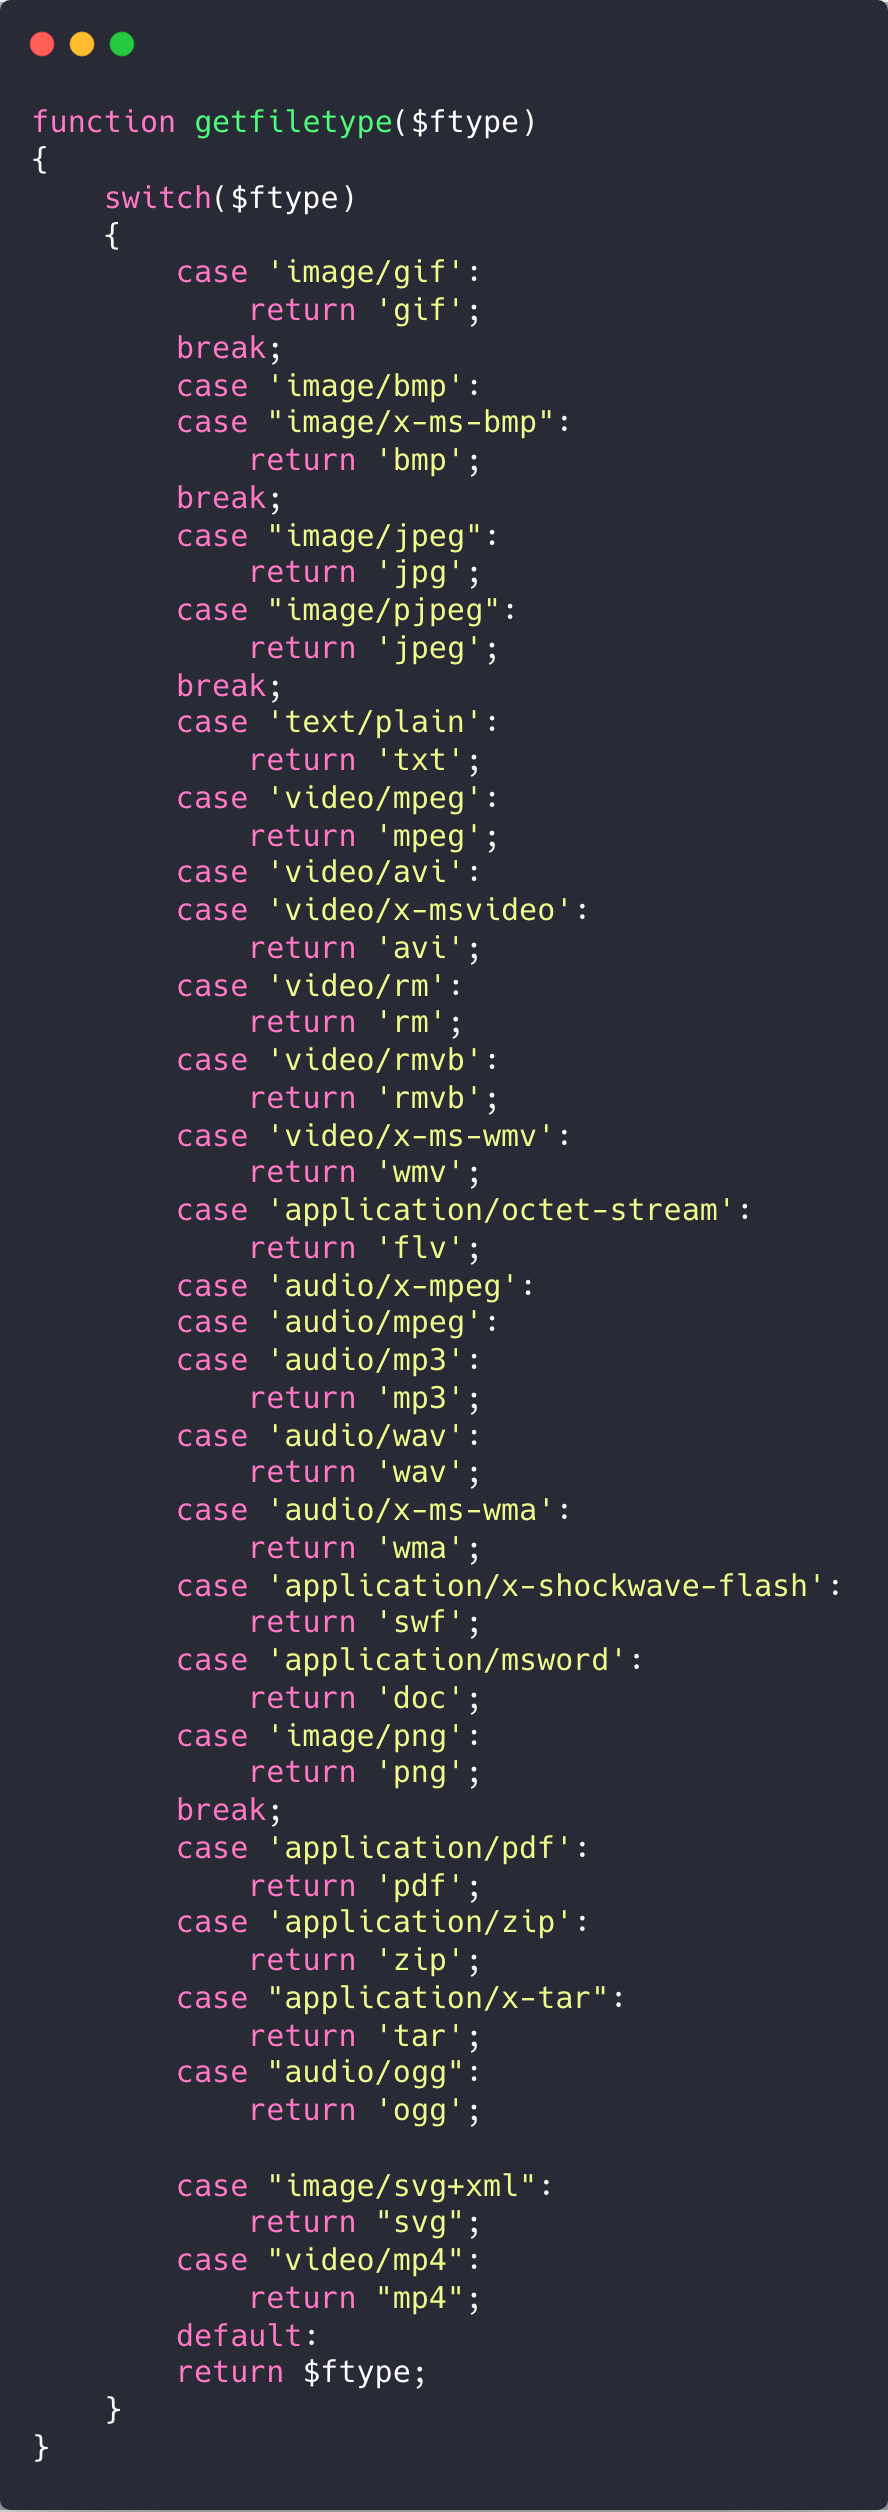 function getfiletype($ftype)
{
    switch($ftype)
    {
        case 'image/gif':
            return 'gif';
        break;
        case 'image/bmp':
        case "image/x-ms-bmp":
            return 'bmp';
        break;
        case "image/jpeg":
            return 'jpg';
        case "image/pjpeg":
            return 'jpeg';
        break;
        case 'text/plain':
            return 'txt';
        case 'video/mpeg':
            return 'mpeg';
        case 'video/avi':
        case 'video/x-msvideo':
            return 'avi';
        case 'video/rm':
            return 'rm';
        case 'video/rmvb':
            return 'rmvb';
        case 'video/x-ms-wmv':
            return 'wmv';
        case 'application/octet-stream':
            return 'flv';
        case 'audio/x-mpeg':
        case 'audio/mpeg':
        case 'audio/mp3':
            return 'mp3';
        case 'audio/wav':
            return 'wav';
        case 'audio/x-ms-wma':
            return 'wma';
        case 'application/x-shockwave-flash':
            return 'swf';
        case 'application/msword':
            return 'doc';
        case 'image/png':
            return 'png';
        break;
        case 'application/pdf':
            return 'pdf';
        case 'application/zip':
            return 'zip';
        case "application/x-tar":
            return 'tar';
        case "audio/ogg":
            return 'ogg';

        case "image/svg+xml":
            return "svg";
        case "video/mp4":
            return "mp4";
        default:
        return $ftype;
    }
}